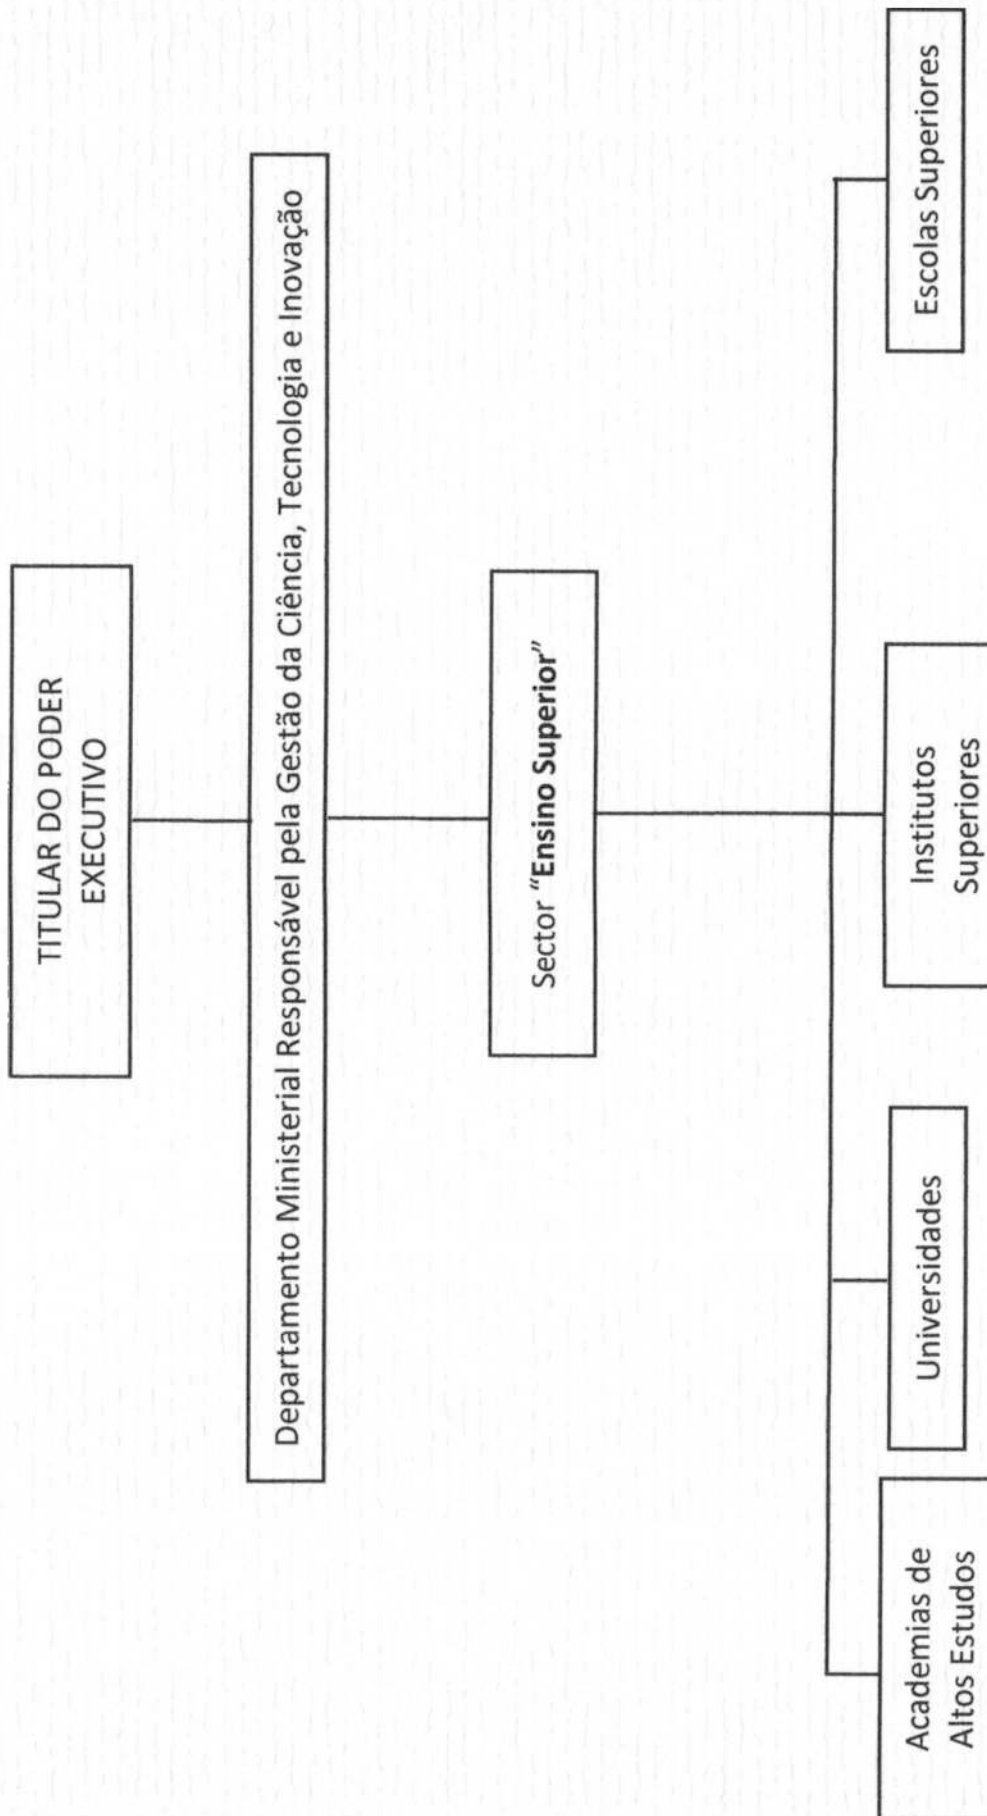 TITULAR DO PODER
EXECUTIVO
Departamento Ministerial Responsável pela Gestão da Ciência, Tecnologia e Inovação
Sector “Ensino Superior”
Academias de
Altos Estudos
Universidades
Institutos
Superiores
Escolas Superiores